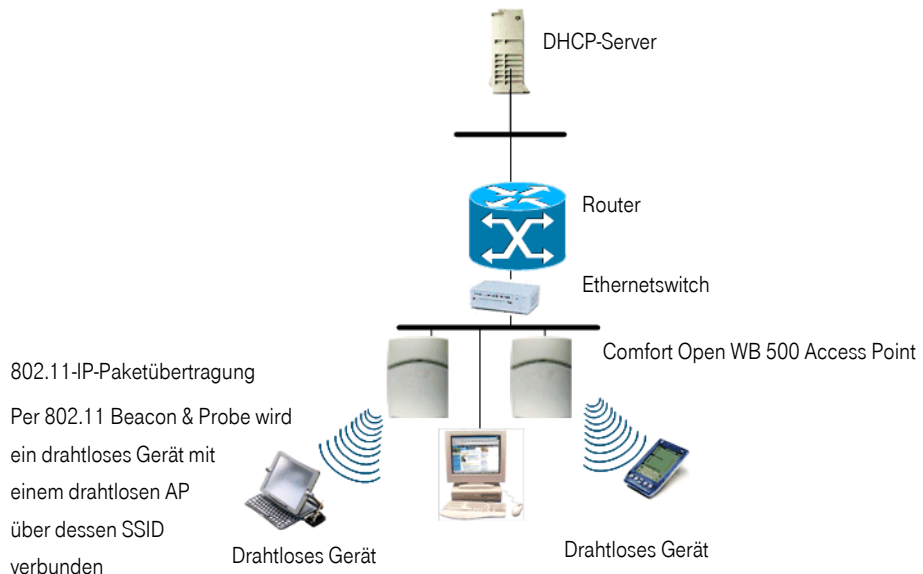 DHCP-Server
Router
Ethernetswitch
Comfort Open WB 500 Access Point
802.11-IP-Paketübertragung
Per 802.11 Beacon & Probe wird
ein drahtloses Gerät mit
einem drahtlosen AP
über dessen SSID
verbunden
Drahtloses Gerät
Drahtloses Gerät